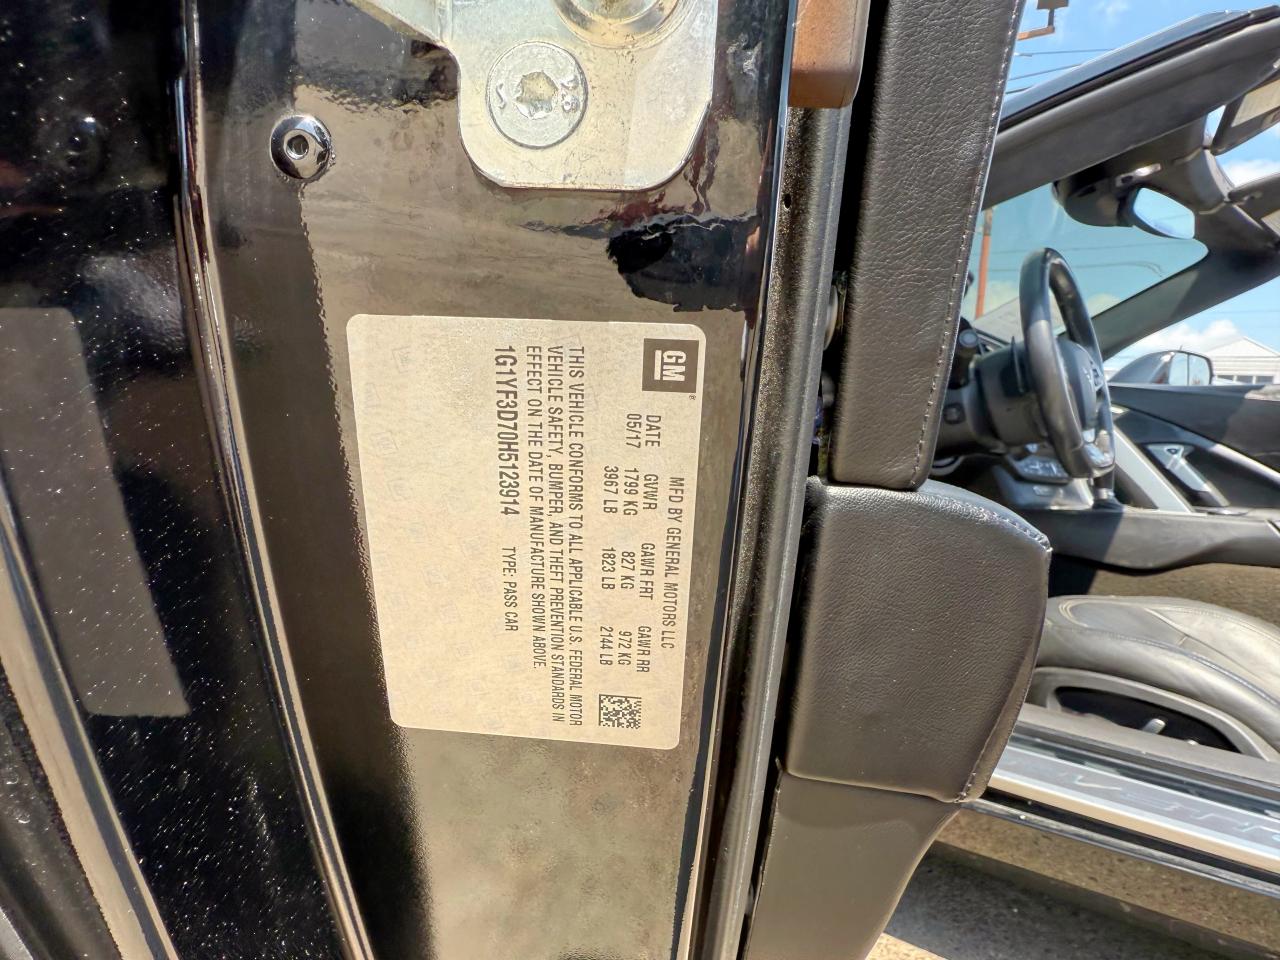 GM®
MFD BY GENERAL MOTORS LLC
DATE GVWR GAWR FRT GAWR RR
05/17 1799 KG 827 KG 972 KG
3967 LB 1823 LB 2144 LB
THIS VEHICLE CONFORMS TO ALL APPLICABLE U.S. FEDERAL MOTOR
VEHICLE SAFETY, BUMPER, AND THEFT PREVENTION STANDARDS IN
EFFECT ON THE DATE OF MANUFACTURE SHOWN ABOVE.
1G1YF3D70H5123914 TYPE: PASS CAR